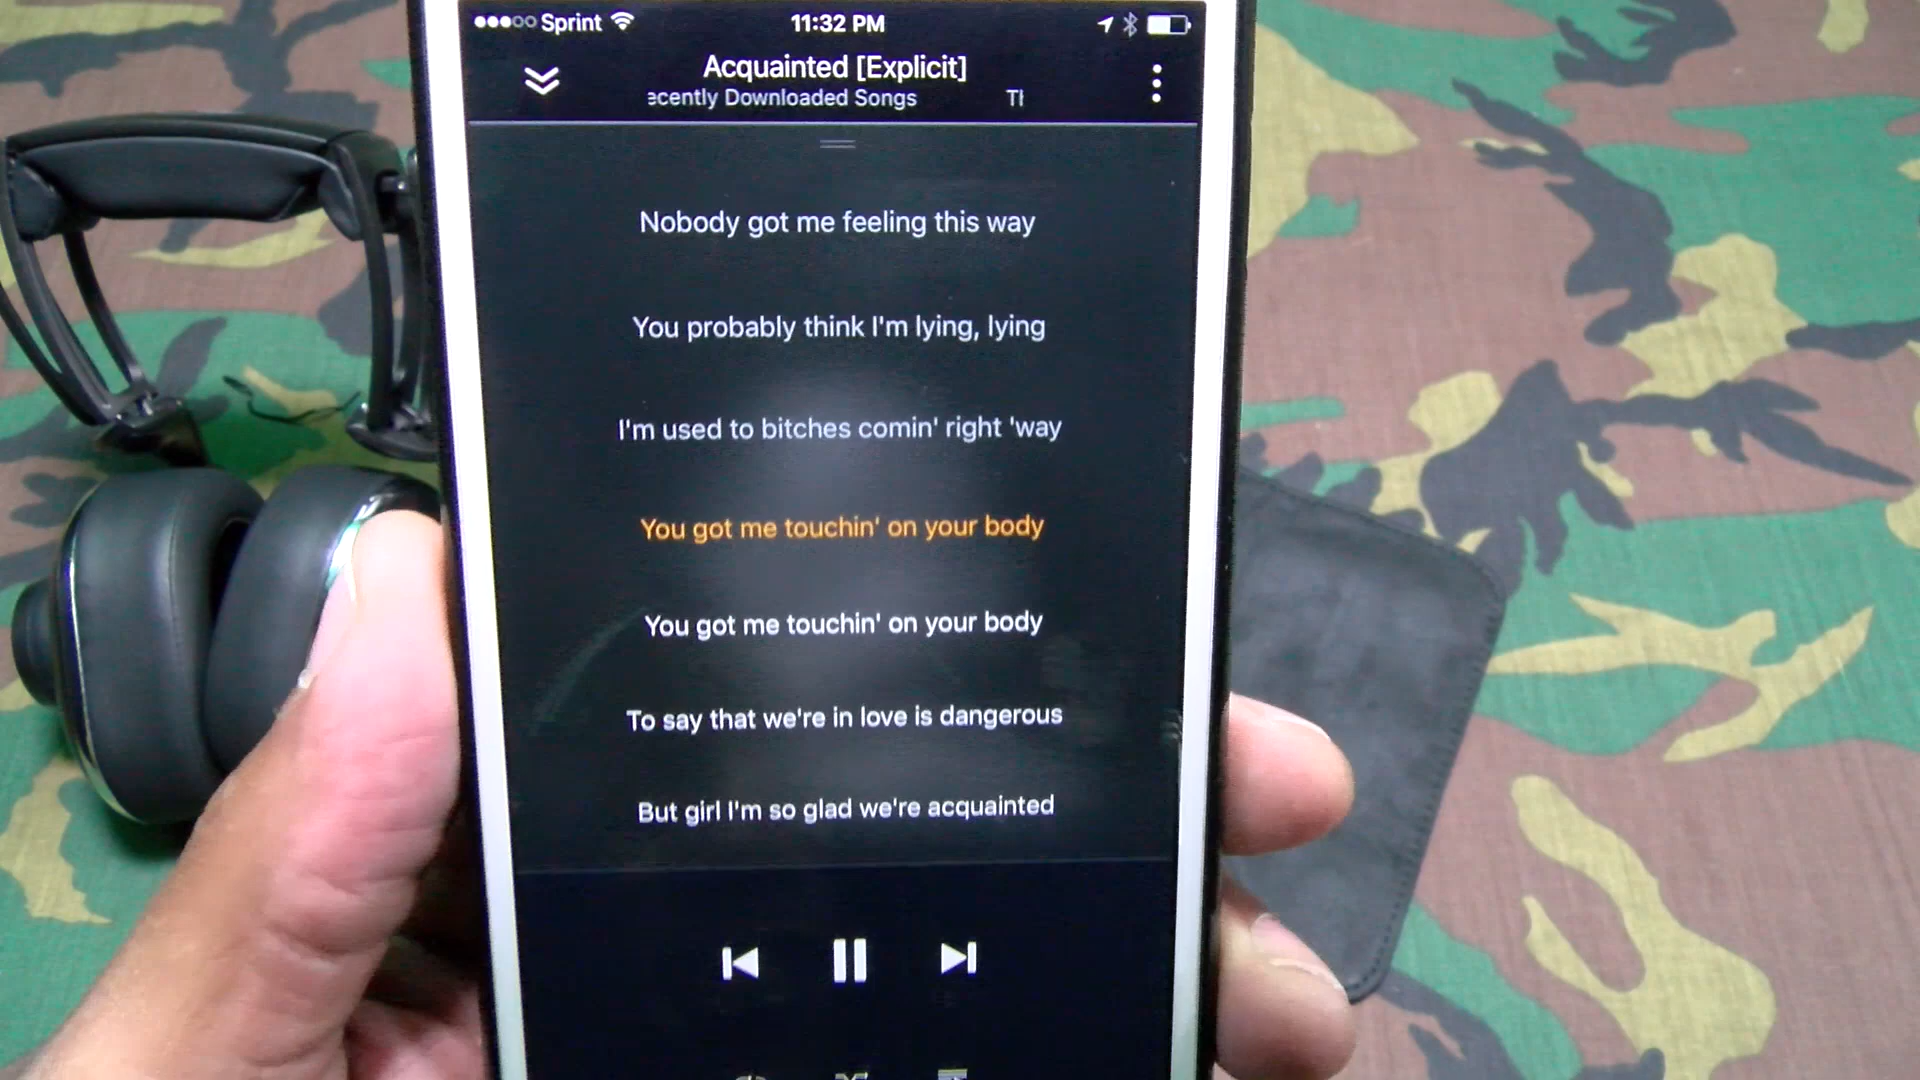 Sprint 11:32 PM
Acquainted [Explicit]
ecently Downloaded Songs
Nobody got me feeling this way
You probably think I'm lying, lying
I'm used to bitches comin' right 'way
You got me touchin' on your body
You got me touchin' on your body
To say that we're in love is dangerous
But girl I'm so glad we're acquainted